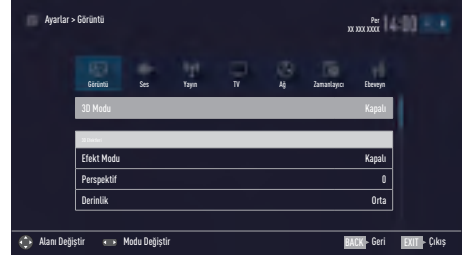 Ayarlar > Görüntü
Per
XX XXX XXXX
14:00
Görüntü Ses Yayın TV Ağ Zamanlayıcı Ebeveyn
3D Modu Kapalı
Efekt Modu Kapalı
Perspektif 0
Derinlik Orta
Alanı Değiştir Modu Değiştir BACK Geri EXIT Çıkış